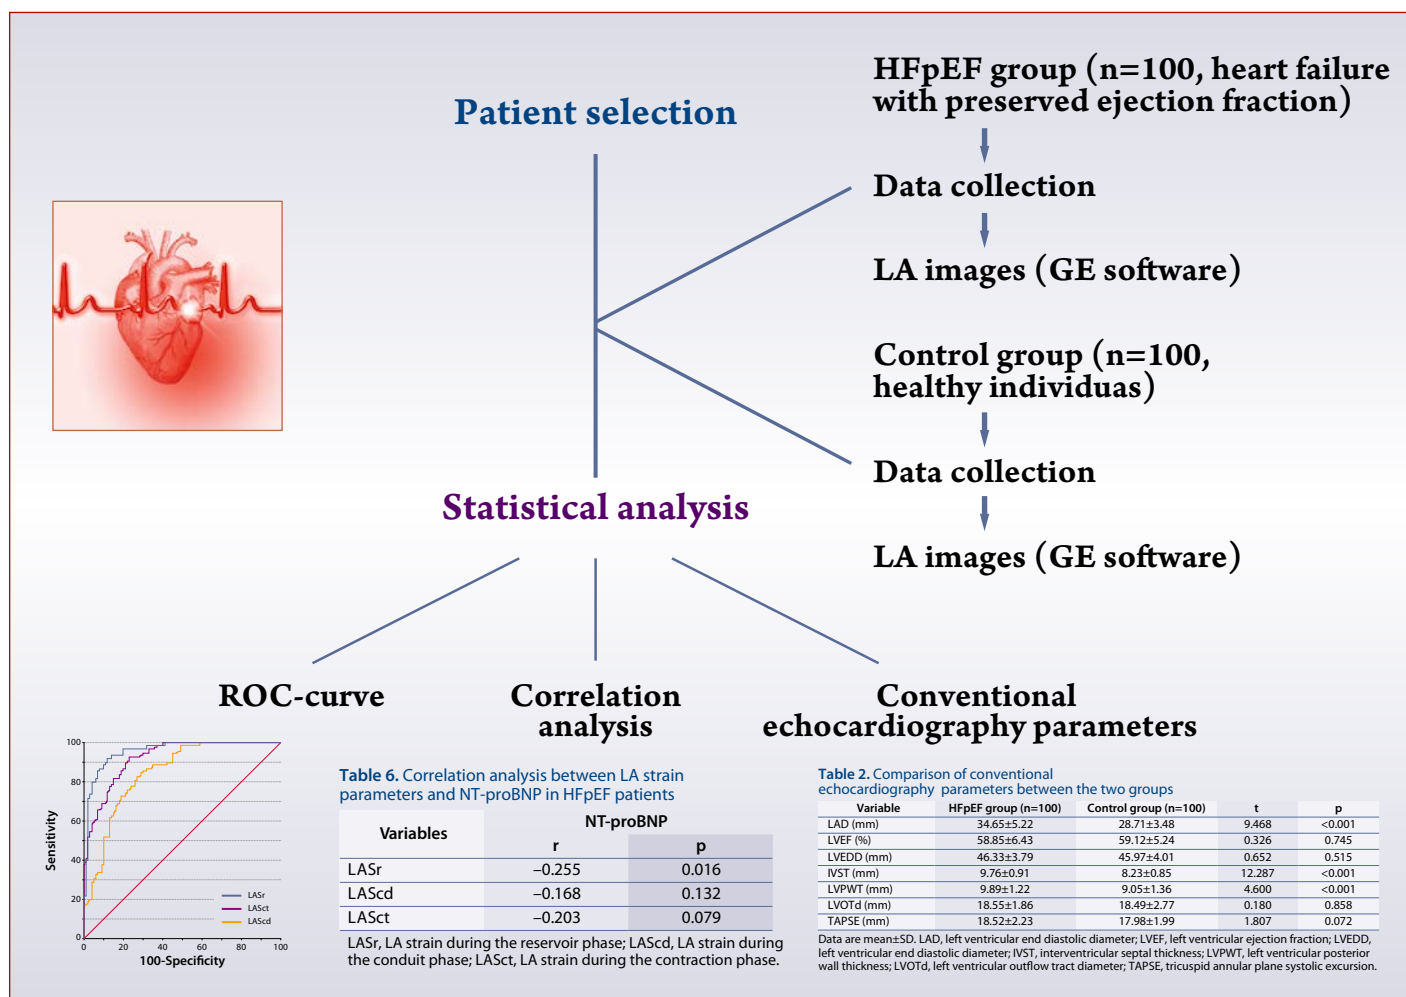 Patient selection
HFpEF group (n=100, heart failure
with preserved ejection fraction)
Data collection
LA images (GE software)
Control group (n=100,
healthy individuas)
Data collection
LA images (GE software)
Statistical analysis
ROC-curve
Correlation
analysis
Conventional
echocardiography parameters
100
80
60
40
20
0
Sensitivity
LASr
LASct
LAScd
0 20 40 60 80 100
100-Specificity
Table 6. Correlation analysis between LA strain
parameters and NT-proBNP in HFpEF patients
Variables NT-proBNP
r p
LASr –0.255 0.016
LAScd –0.168 0.132
LASct –0.203 0.079
LASr, LA strain during the reservoir phase; LAScd, LA strain during
the conduit phase; LASct, LA strain during the contraction phase.
Table 2. Comparison of conventional
echocardiography parameters between the two groups
Variable HFpEF group (n=100) Control group (n=100) t p
LAD (mm) 34.65±5.22 28.71±3.48 9.468 <0.001
LVEF (%) 58.85±6.43 59.12±5.24 0.326 0.745
LVEDD (mm) 46.33±3.79 45.97±4.01 0.652 0.515
IVST (mm) 9.76±0.91 8.23±0.85 12.287 <0.001
LVPWT (mm) 9.89±1.22 9.05±1.36 4.600 <0.001
LVOTd (mm) 18.55±1.86 18.49±2.77 0.180 0.858
TAPSE (mm) 18.52±2.23 17.98±1.99 1.807 0.072
Data are mean±SD. LAD, left ventricular end diastolic diameter; LVEF, left ventricular ejection fraction; LVEDD,
left ventricular end diastolic diameter; IVST, interventricular septal thickness; LVPWT, left ventricular posterior
wall thickness; LVOTd, left ventricular outflow tract diameter; TAPSE, tricuspid annular plane systolic excursion.